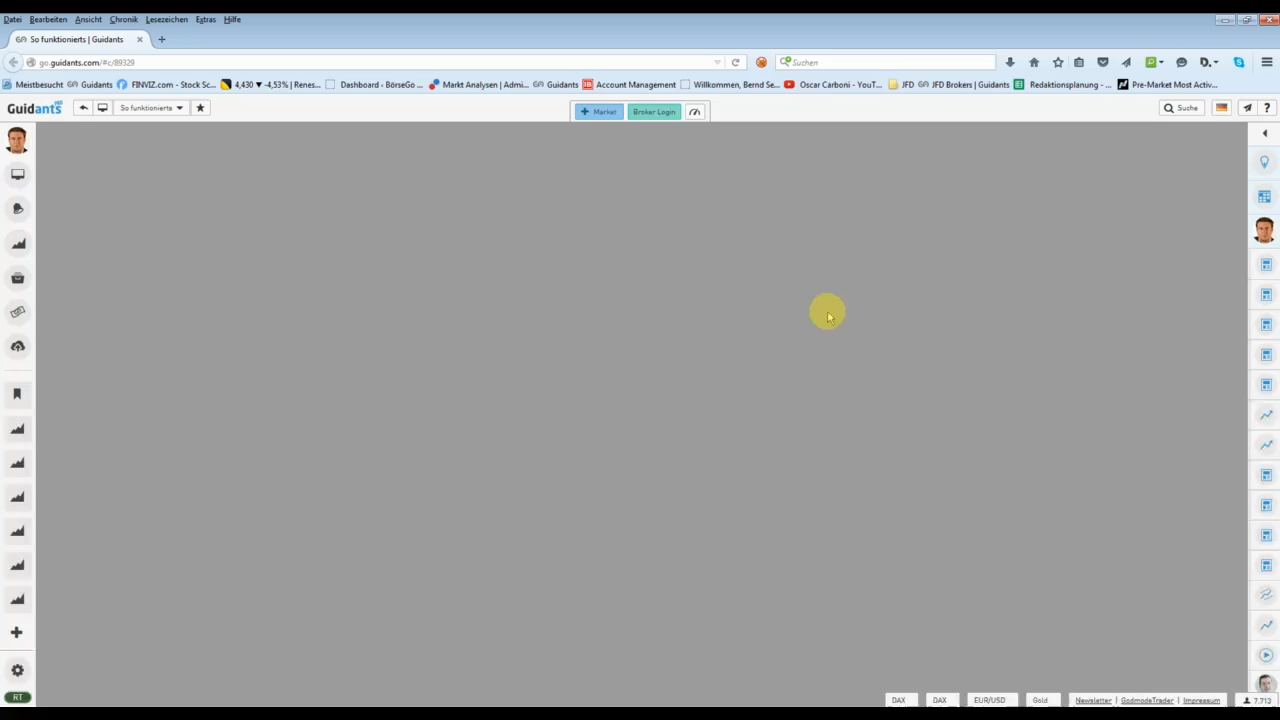 Datei Bearbeiten Ansicht Chronik Lesezeichen Extras Hilfe
So funktionierts | Guidants
go.guidants.com/#c/89329
Suchen
Meistbesucht Guidants FINVIZ.com - Stock Sc... 4,430 ▼ -4,53% | Renes... Dashboard - BörseGo ... Markt Analysen | Admi... Guidants Account Management Willkommen, Bernd Se... Oscar Carboni - YouT... JFD JFD Brokers | Guidants Redaktionsplanung - ... Pre-Market Most Activ...
Guidants So funktionierts Market Broker Login Suche ?
RT
DAX DAX EUR/USD Gold Newsletter | GodmodeTrader | Impressum 7.713